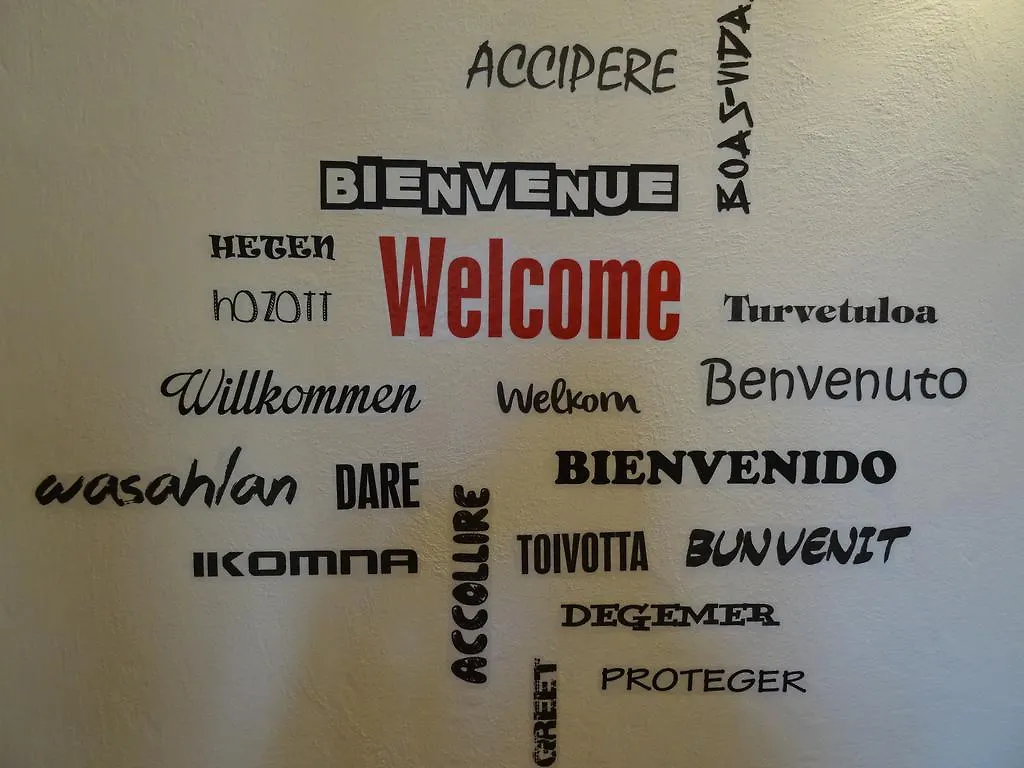 ACCIPERE
BOAS-VIDA
BIENVENUE
HETEN
Welcome
hOZOTT
Turvetuloa
Willkommen
Welkom
Benvenuto
wasahlan
DARE
BIENVENIDO
ACCOLLIRE
IKOMNA
TOIVOTTA
BUNVENIT
DEGEMER
PROTEGER
GREET